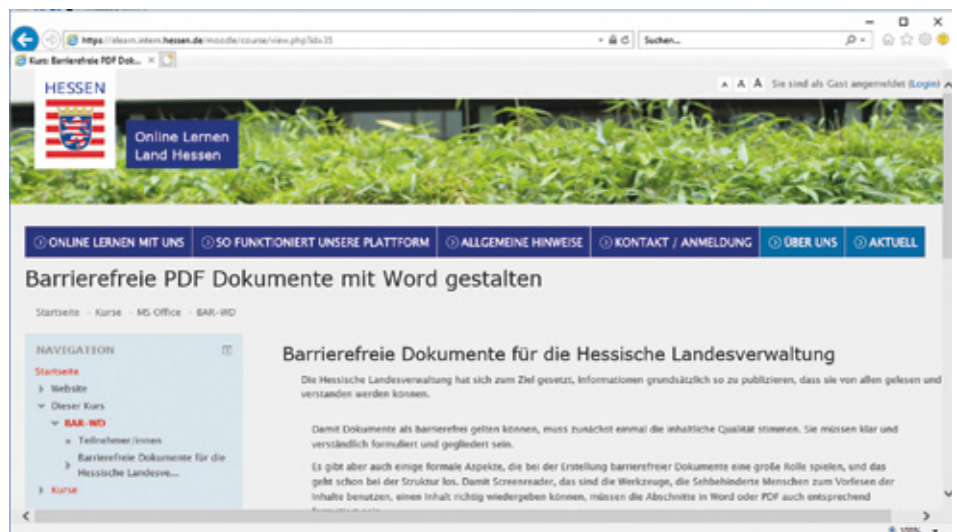 https://elearn.intern.hessen.de/moodle/course/view.php?id=35
Suchen...
Kurs: Barrierefreie PDF Dok...
HESSEN
A A A Sie sind als Gast angemeldet (Login)
Online Lernen
Land Hessen
ONLINE LERNEN MIT UNS SO FUNKTIONIERT UNSERE PLATTFORM ALLGEMEINE HINWEISE KONTAKT / ANMELDUNG ÜBER UNS AKTUELL
Barrierefreie PDF Dokumente mit Word gestalten
Startseite - Kurse - MS Office - BAR-WD
NAVIGATION
Startseite
Website
Dieser Kurs
BAR-WD
Teilnehmer/innen
Barrierefreie Dokumente für die
Hessische Landesve...
Kurse
Barrierefreie Dokumente für die Hessische Landesverwaltung
Die Hessische Landesverwaltung hat sich zum Ziel gesetzt, Informationen grundsätzlich so zu publizieren, dass sie von allen gelesen und
verstanden werden können.
Damit Dokumente als barrierefrei gelten können, muss zunächst einmal die inhaltliche Qualität stimmen. Sie müssen klar und
verständlich formuliert und gegliedert sein.
Es gibt aber auch einige formale Aspekte, die bei der Erstellung barrierefreier Dokumente eine große Rolle spielen, und das
geht schon bei der Struktur los. Damit Screenreader, das sind die Werkzeuge, die Sehbehinderte Menschen zum Vorlesen der
Inhalte benutzen, einen Inhalt richtig wiedergeben können, müssen die Abschnitte in Word oder PDF auch entsprechend
100%